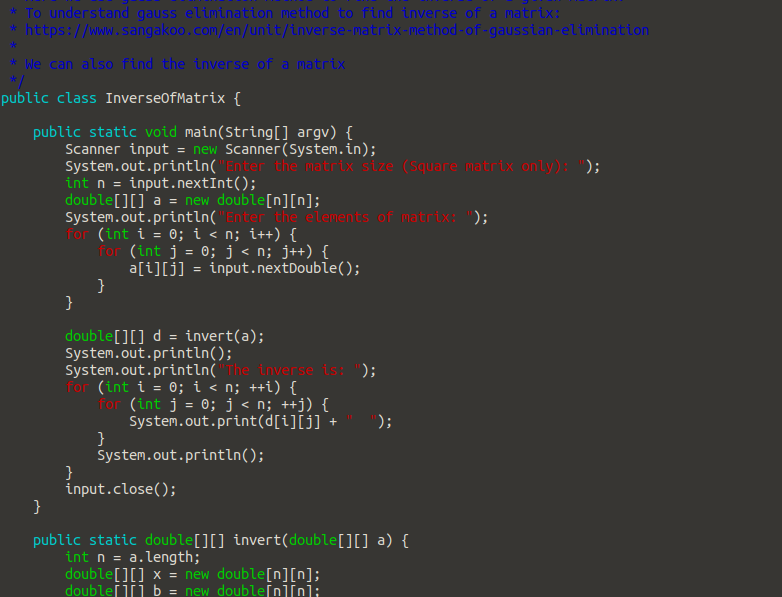 * To understand gauss elimination method to find inverse of a matrix:
 * https://www.sangakoo.com/en/unit/inverse-matrix-method-of-gaussian-elimination
 *
 * We can also find the inverse of a matrix
 */
public class InverseOfMatrix {

    public static void main(String[] argv) {
        Scanner input = new Scanner(System.in);
        System.out.println("Enter the matrix size (Square matrix only): ");
        int n = input.nextInt();
        double[][] a = new double[n][n];
        System.out.println("Enter the elements of matrix: ");
        for (int i = 0; i < n; i++) {
            for (int j = 0; j < n; j++) {
                a[i][j] = input.nextDouble();
            }
        }

        double[][] d = invert(a);
        System.out.println();
        System.out.println("The inverse is: ");
        for (int i = 0; i < n; ++i) {
            for (int j = 0; j < n; ++j) {
                System.out.print(d[i][j] + "  ");
            }
            System.out.println();
        }
        input.close();
    }

    public static double[][] invert(double[][] a) {
        int n = a.length;
        double[][] x = new double[n][n];
        double[][] b = new double[n][n];